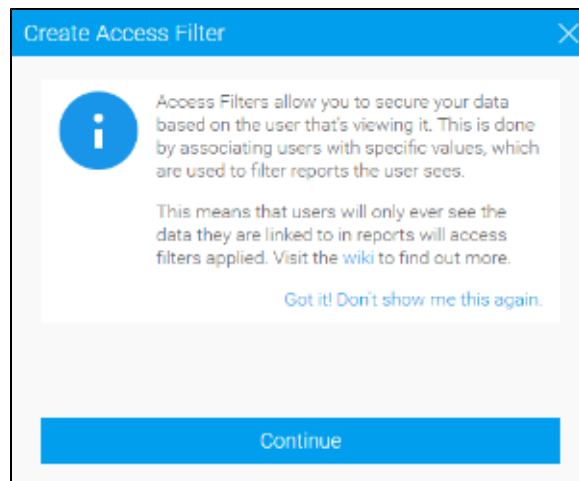 Create Access Filter
Access Filters allow you to secure your data
based on the user that's viewing it. This is done
by associating users with specific values, which
are used to filter reports the user sees.
This means that users will only ever see the
data they are linked to in reports will access
filters applied. Visit the wiki to find out more.
Got it! Don't show me this again.
Continue